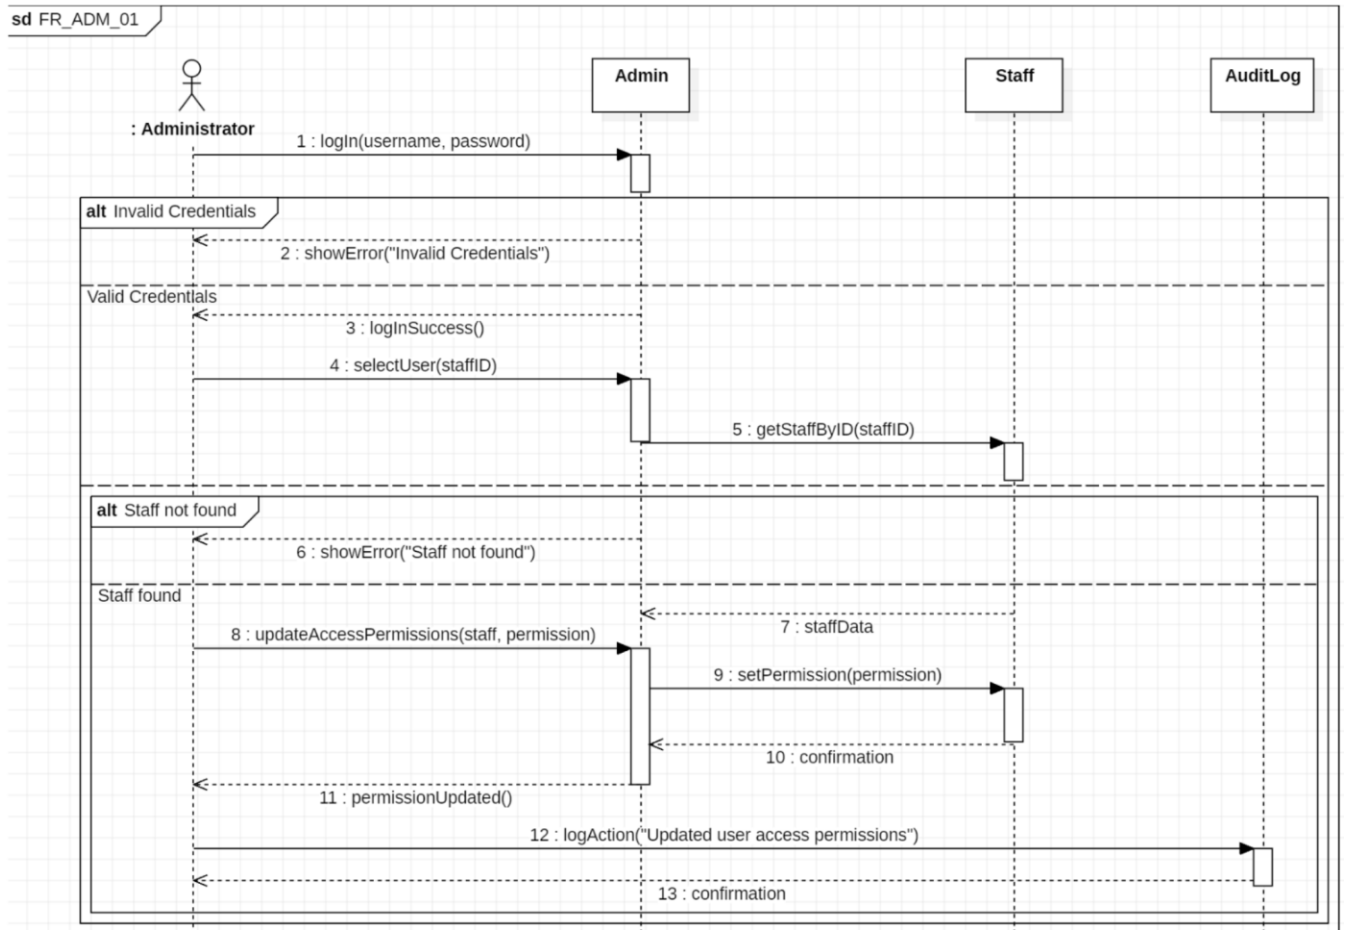 sd FR_ADM_01
Admin
Staff
AuditLog
: Administrator
1 : logIn(username, password)
alt Invalid Credentials
2 : showError("Invalid Credentials")
Valid Credentials
3 : logInSuccess()
4 : selectUser(staffID)
5 : getStaffByID(staffID)
alt Staff not found
6 : showError("Staff not found")
Staff found
7 : staffData
8 : updateAccessPermissions(staff, permission)
9 : setPermission(permission)
10 : confirmation
11 : permissionUpdated()
12 : logAction("Updated user access permissions")
13 : confirmation